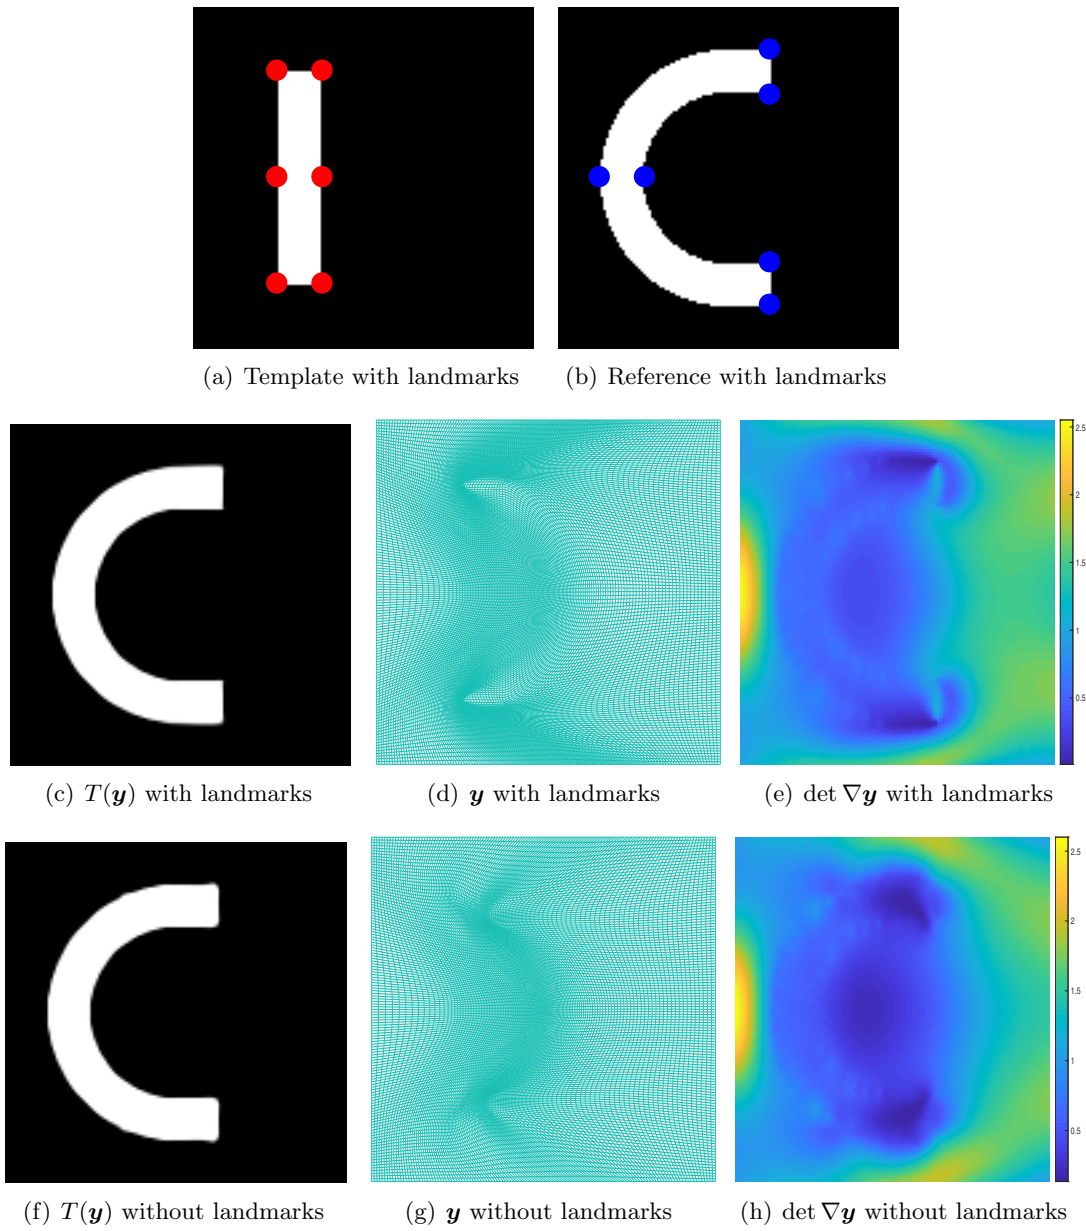 (a) Template with landmarks
(b) Reference with landmarks
2.5
2
1.5
1
0.5
(c) T(y) with landmarks
(d) y with landmarks
(e) det ∇y with landmarks
2.5
2
1.5
1
0.5
(f) T(y) without landmarks
(g) y without landmarks
(h) det ∇y without landmarks